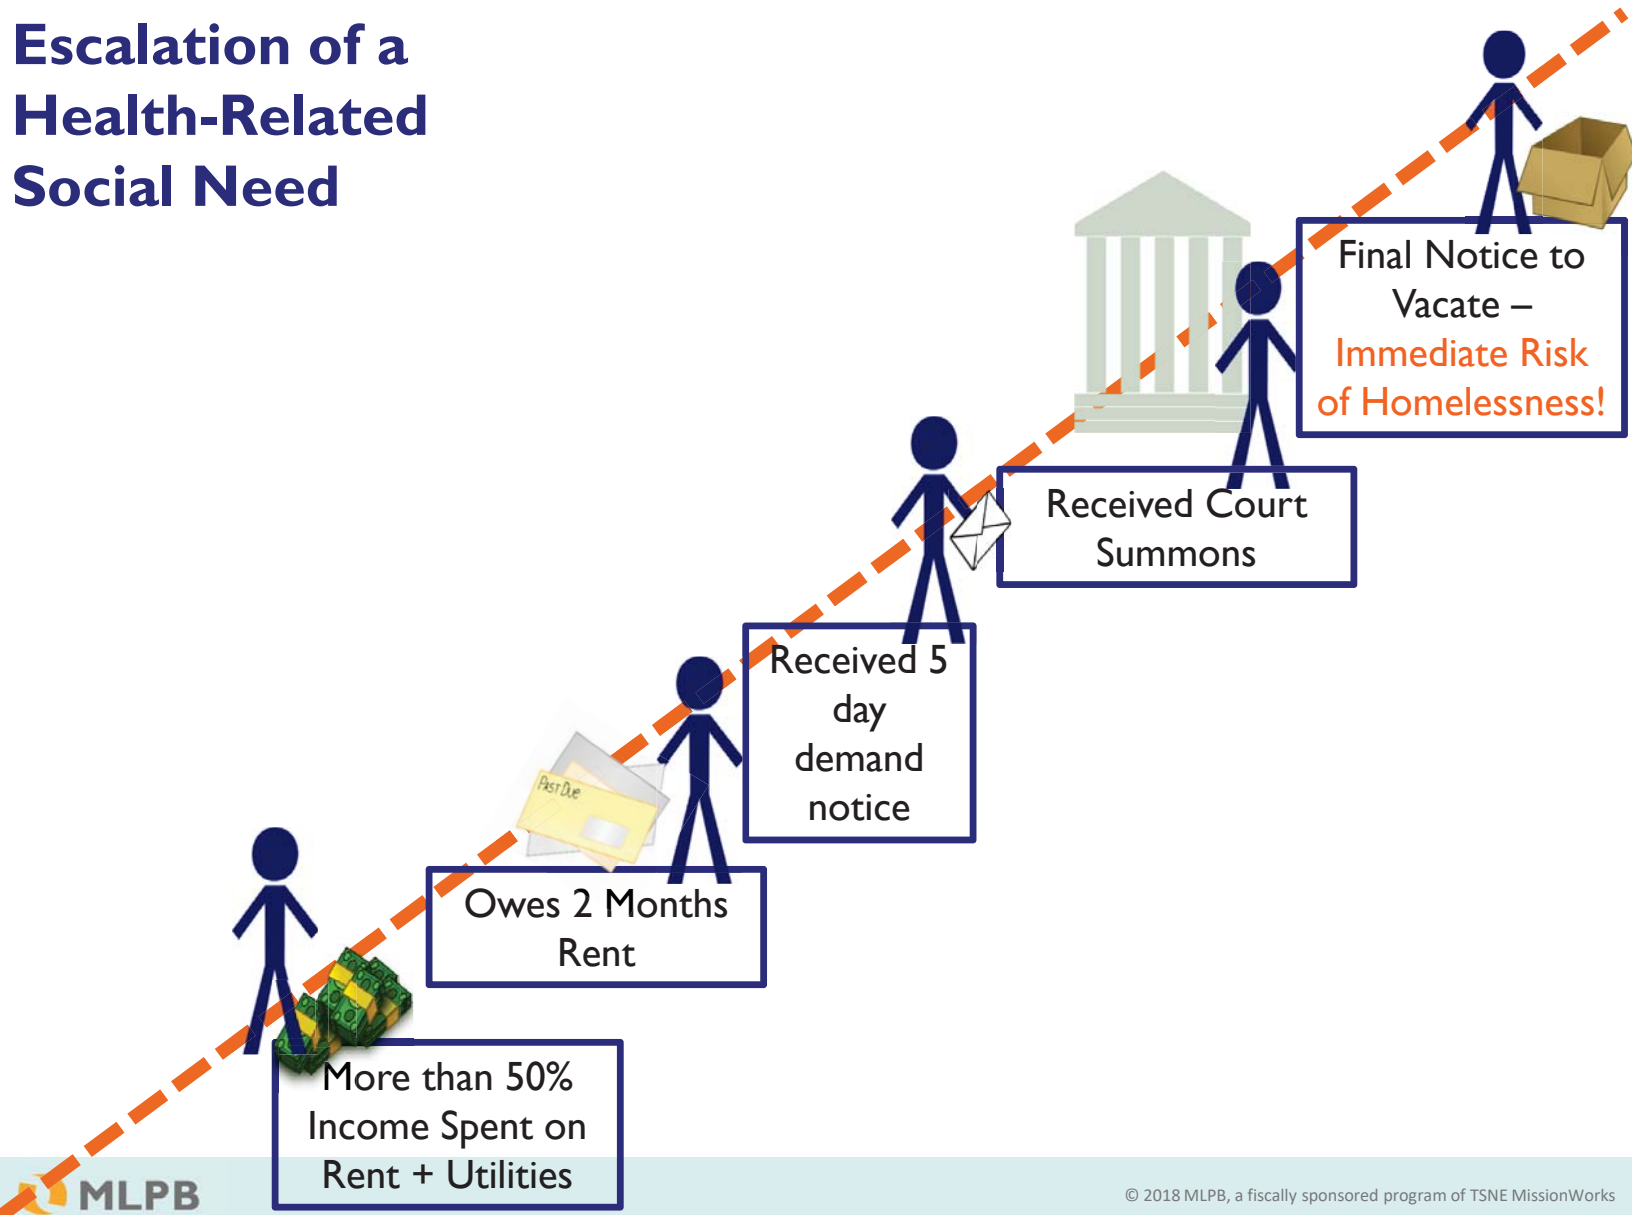 Escalation of a
Health-Related
Social Need
Final Notice to
Vacate –
Immediate Risk
of Homelessness!
Received Court
Summons
Received 5
day
demand
notice
Past Due
Owes 2 Months
Rent
More than 50%
Income Spent on
Rent + Utilities
MLPB
© 2018 MLPB, a fiscally sponsored program of TSNE MissionWorks